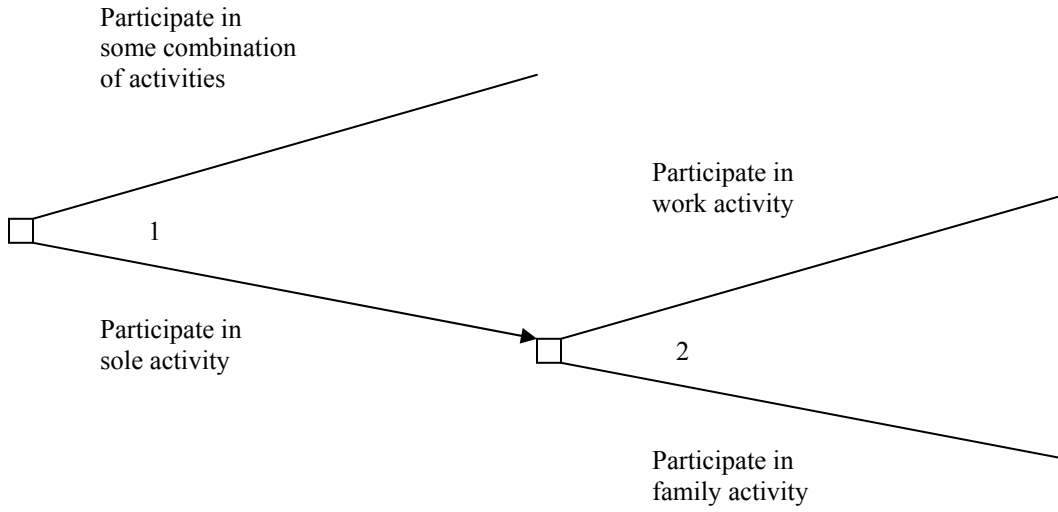 Participate in
some combination
of activities
1
Participate in
sole activity
Participate in
work activity
2
Participate in
family activity